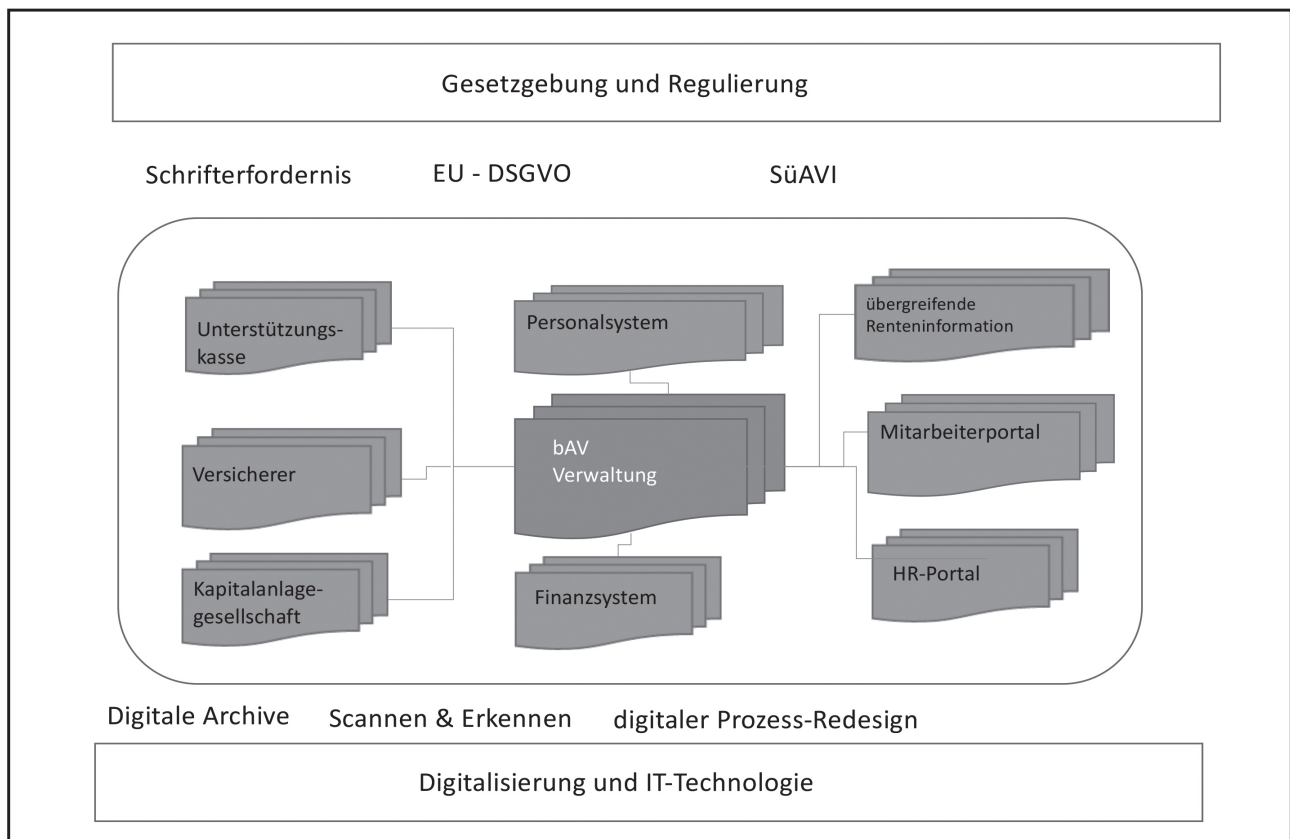 Gesetzgebung und Regulierung
Schrifterfordernis
EU - DSGVO
SüAVI
Unterstützungs-
kasse
Personalsystem
übergreifende
Renteninformation
Versicherer
bAV
Verwaltung
Mitarbeiterportal
Kapitalanlage-
gesellschaft
Finanzsystem
HR-Portal
Digitale Archive
Scannen & Erkennen
digitaler Prozess-Redesign
Digitalisierung und IT-Technologie